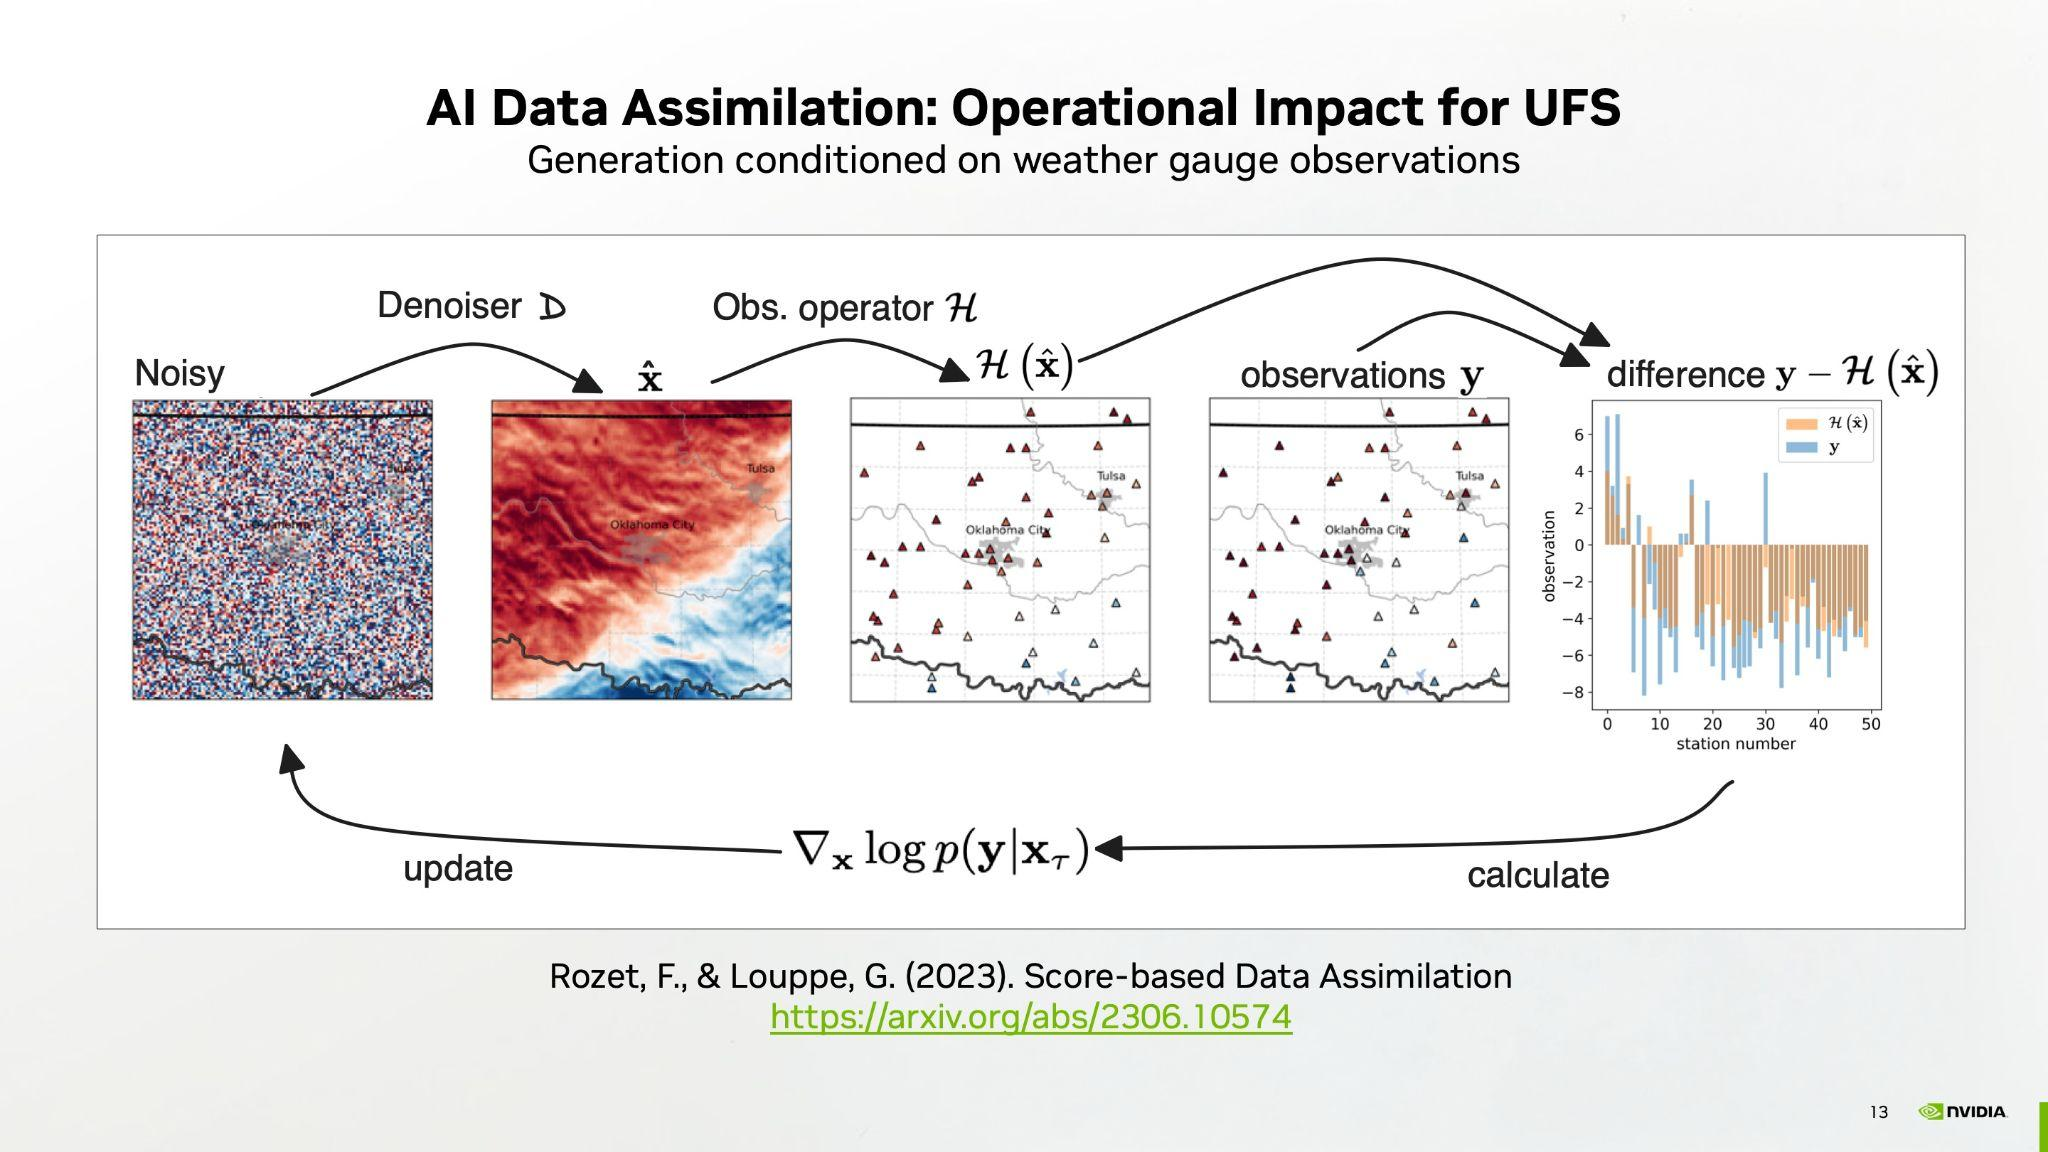 AI Data Assimilation: Operational Impact for UFS
Generation conditioned on weather gauge observations
Denoiser D
Obs. operator ℋ
Noisy
x̂
ℋ (x̂)
observations y
difference y − ℋ (x̂)
Oklahoma City
Tulsa
Oklahoma City
Tulsa
Oklahoma City
Tulsa
Oklahoma City
ℋ (x̂)
y
observation
6
4
2
0
−2
−4
−6
−8
0 10 20 30 40 50
station number
∇ₓ log p(y|x_τ)
update
calculate
Rozet, F., & Louppe, G. (2023). Score-based Data Assimilation
https://arxiv.org/abs/2306.10574
13
NVIDIA